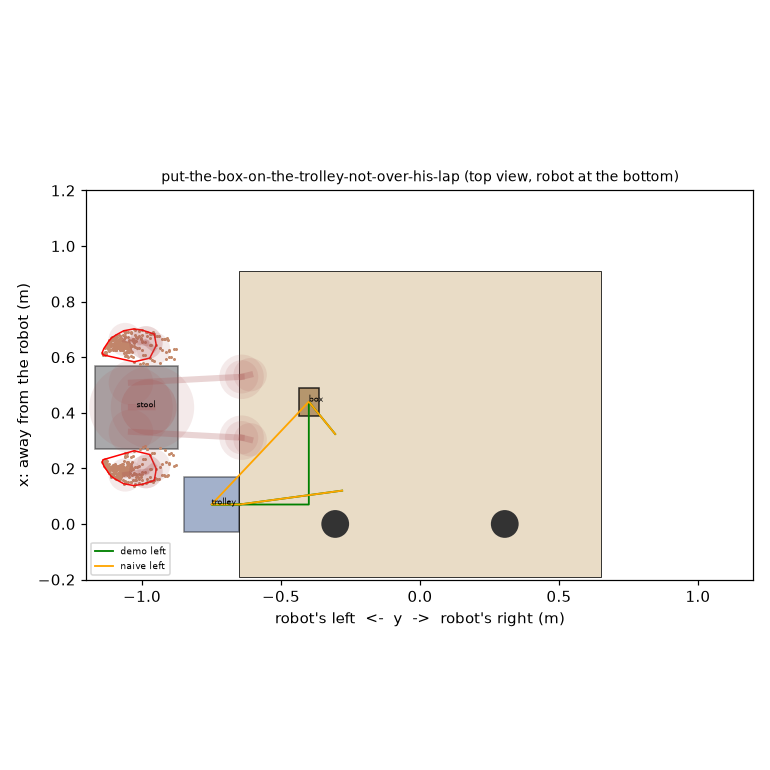 put-the-box-on-the-trolley-not-over-his-lap (top view, robot at the bottom)
x: away from the robot (m)
1.2
1.0
0.8
0.6
0.4
0.2
0.0
−0.2
stool
box
trolley
demo left
naive left
−1.0
−0.5
0.0
0.5
1.0
robot's left <- y -> robot's right (m)